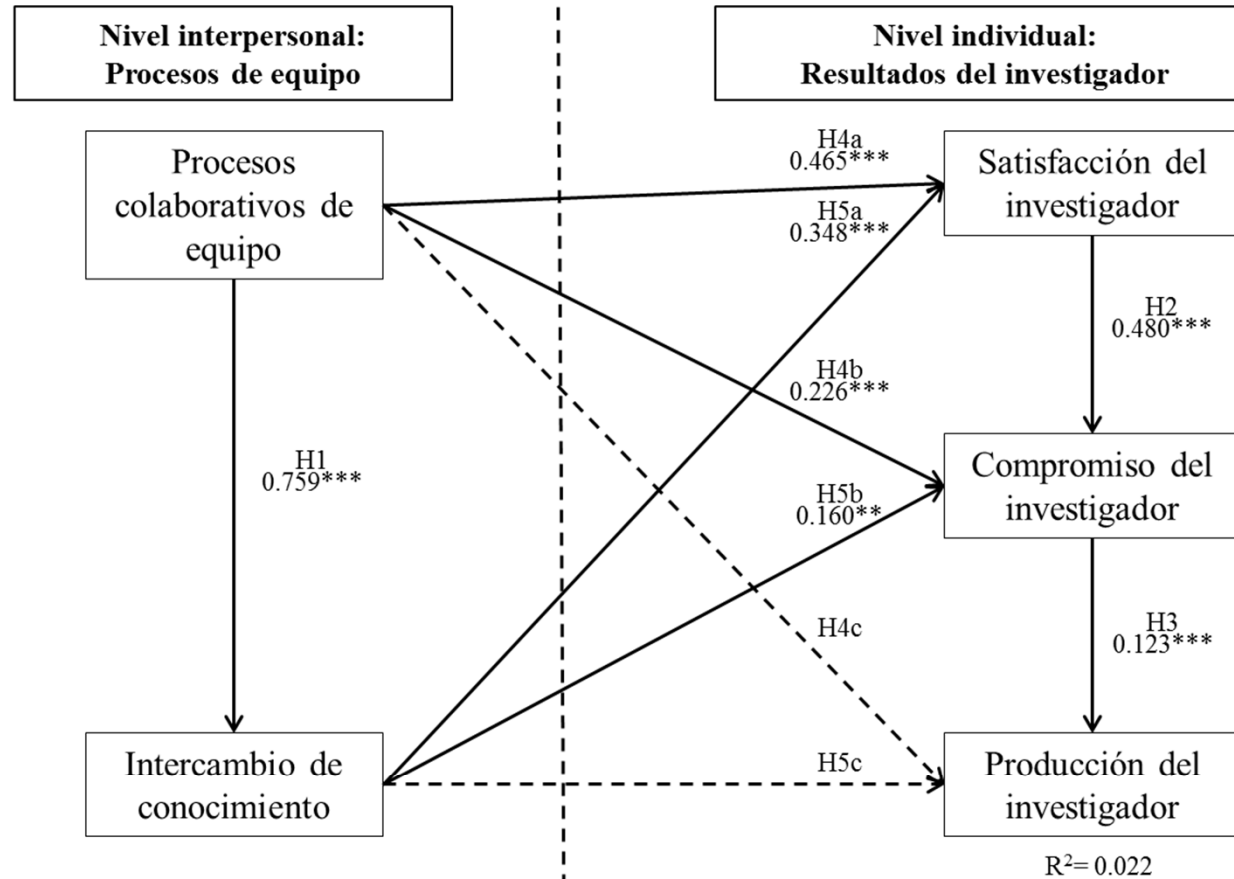 Nivel interpersonal:
Procesos de equipo
Nivel individual:
Resultados del investigador
Procesos
colaborativos de
equipo
H4a
0.465***
H5a
0.348***
Satisfacción del
investigador
H2
0.480***
H4b
0.226***
H1
0.759***
H5b
0.160**
Compromiso del
investigador
H4c
H3
0.123***
Intercambio de
conocimiento
H5c
Producción del
investigador
R²= 0.022